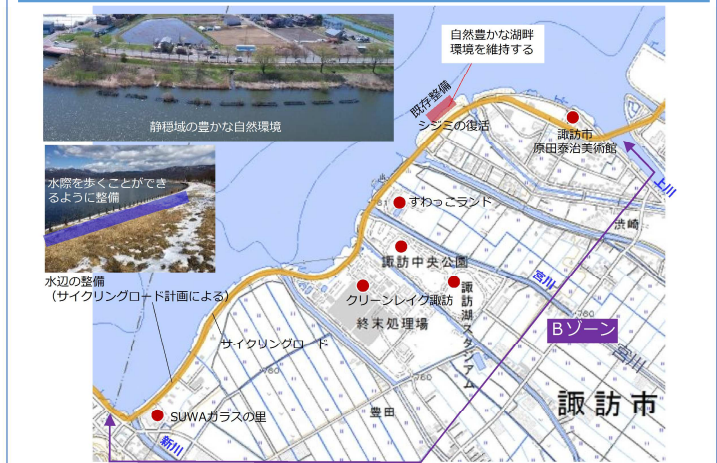 静穏域の豊かな自然環境
自然豊かな湖畔
環境を維持する
既存整備
シジミの復活
諏訪市
原田泰治美術館
上川
渋崎
水際を歩くことができ
るように整備
水辺の整備
（サイクリングロード計画による）
すわっこランド
諏訪中央公園
宮川
クリーンレイク諏訪
諏訪湖スタジアム
終末処理場
Bゾーン
サイクリングロード
760
760
760
宮川
諏訪市
豊田
SUWAガラスの里
新川